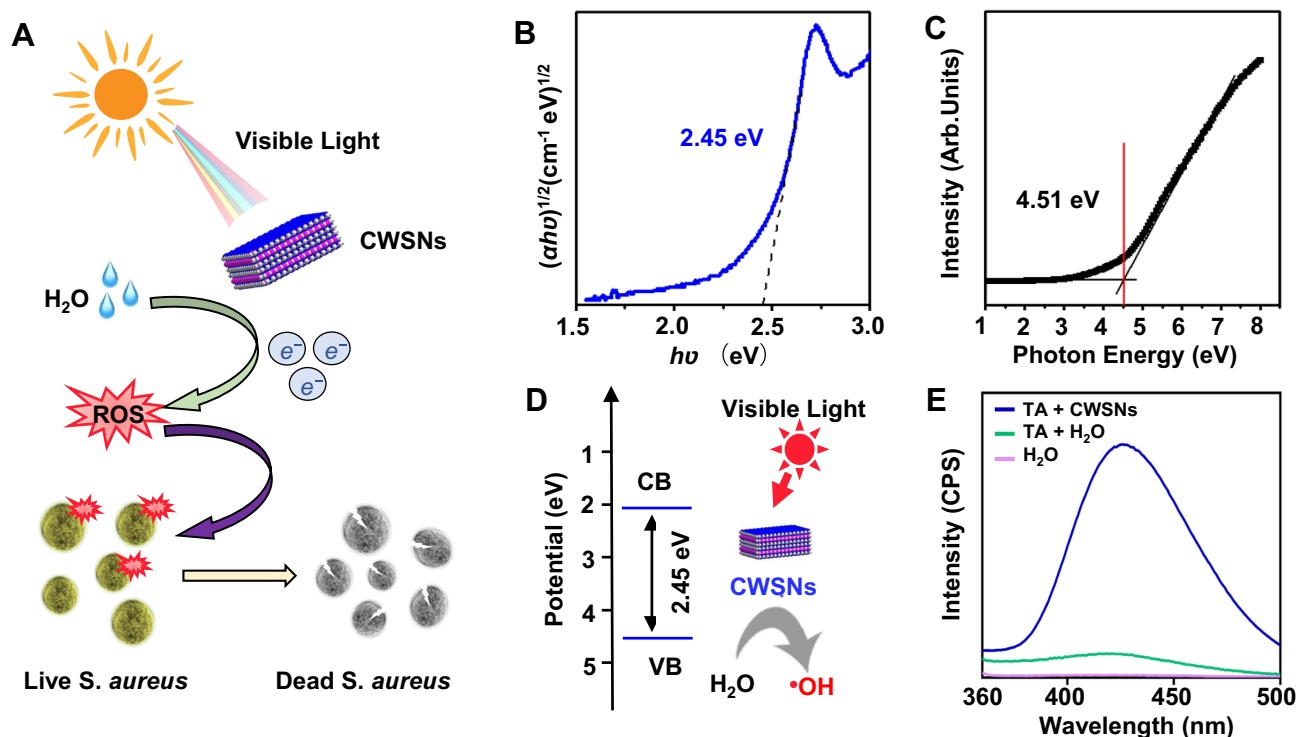 A
Visible Light
CWSNs
H₂O
e⁻ e⁻
e⁻
ROS
Live S. aureus
Dead S. aureus
B
(αhυ)¹/²(cm⁻¹ eV)¹/²
2.45 eV
1.5 2.0 2.5 3.0
hυ (eV)
C
Intensity (Arb.Units)
4.51 eV
1 2 3 4 5 6 7 8
Photon Energy (eV)
D
Potential (eV)
1
2
3
4
5
CB
2.45 eV
VB
Visible Light
CWSNs
H₂O
•OH
E
Intensity (CPS)
TA + CWSNs
TA + H₂O
H₂O
360 400 450 500
Wavelength (nm)